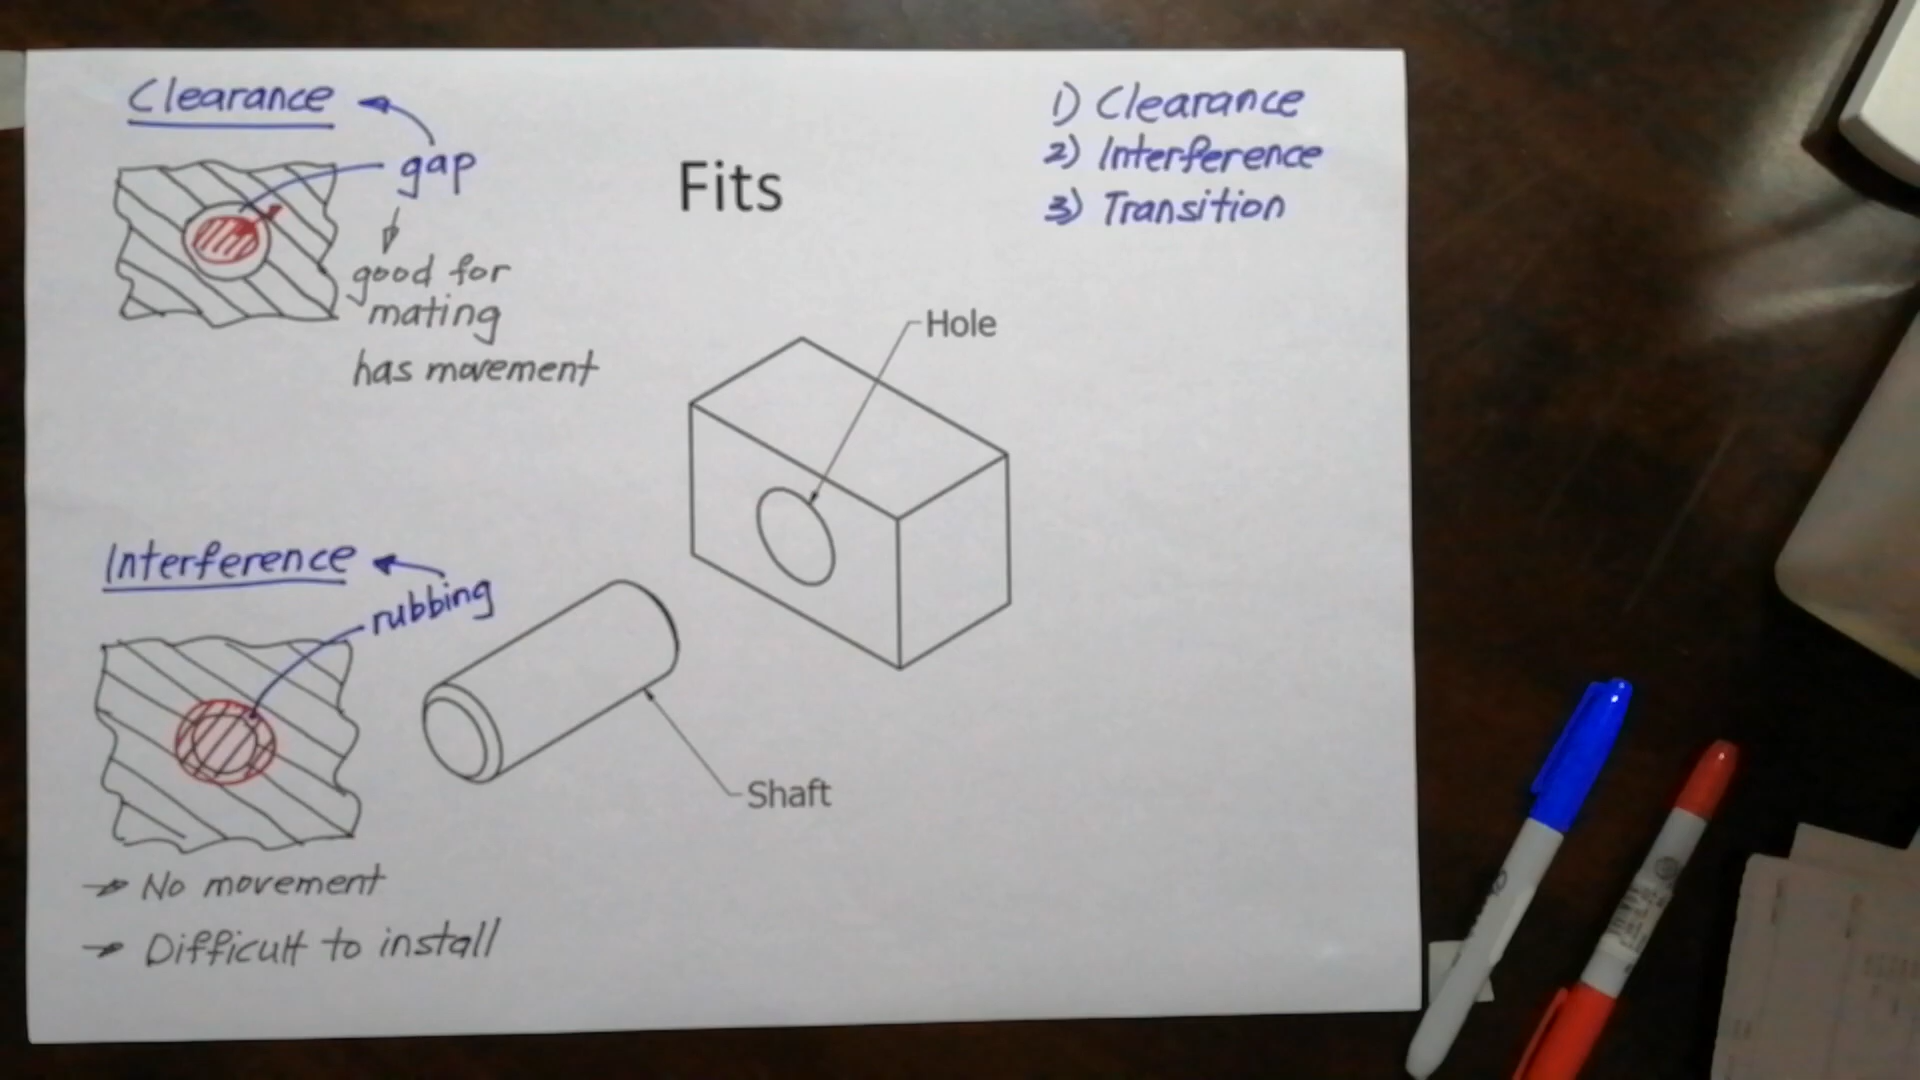 Clearance
gap
good for
mating
has movement
Fits
1) Clearance
2) Interference
3) Transition
Hole
Interference
rubbing
Shaft
→ No movement
→ Difficult to install